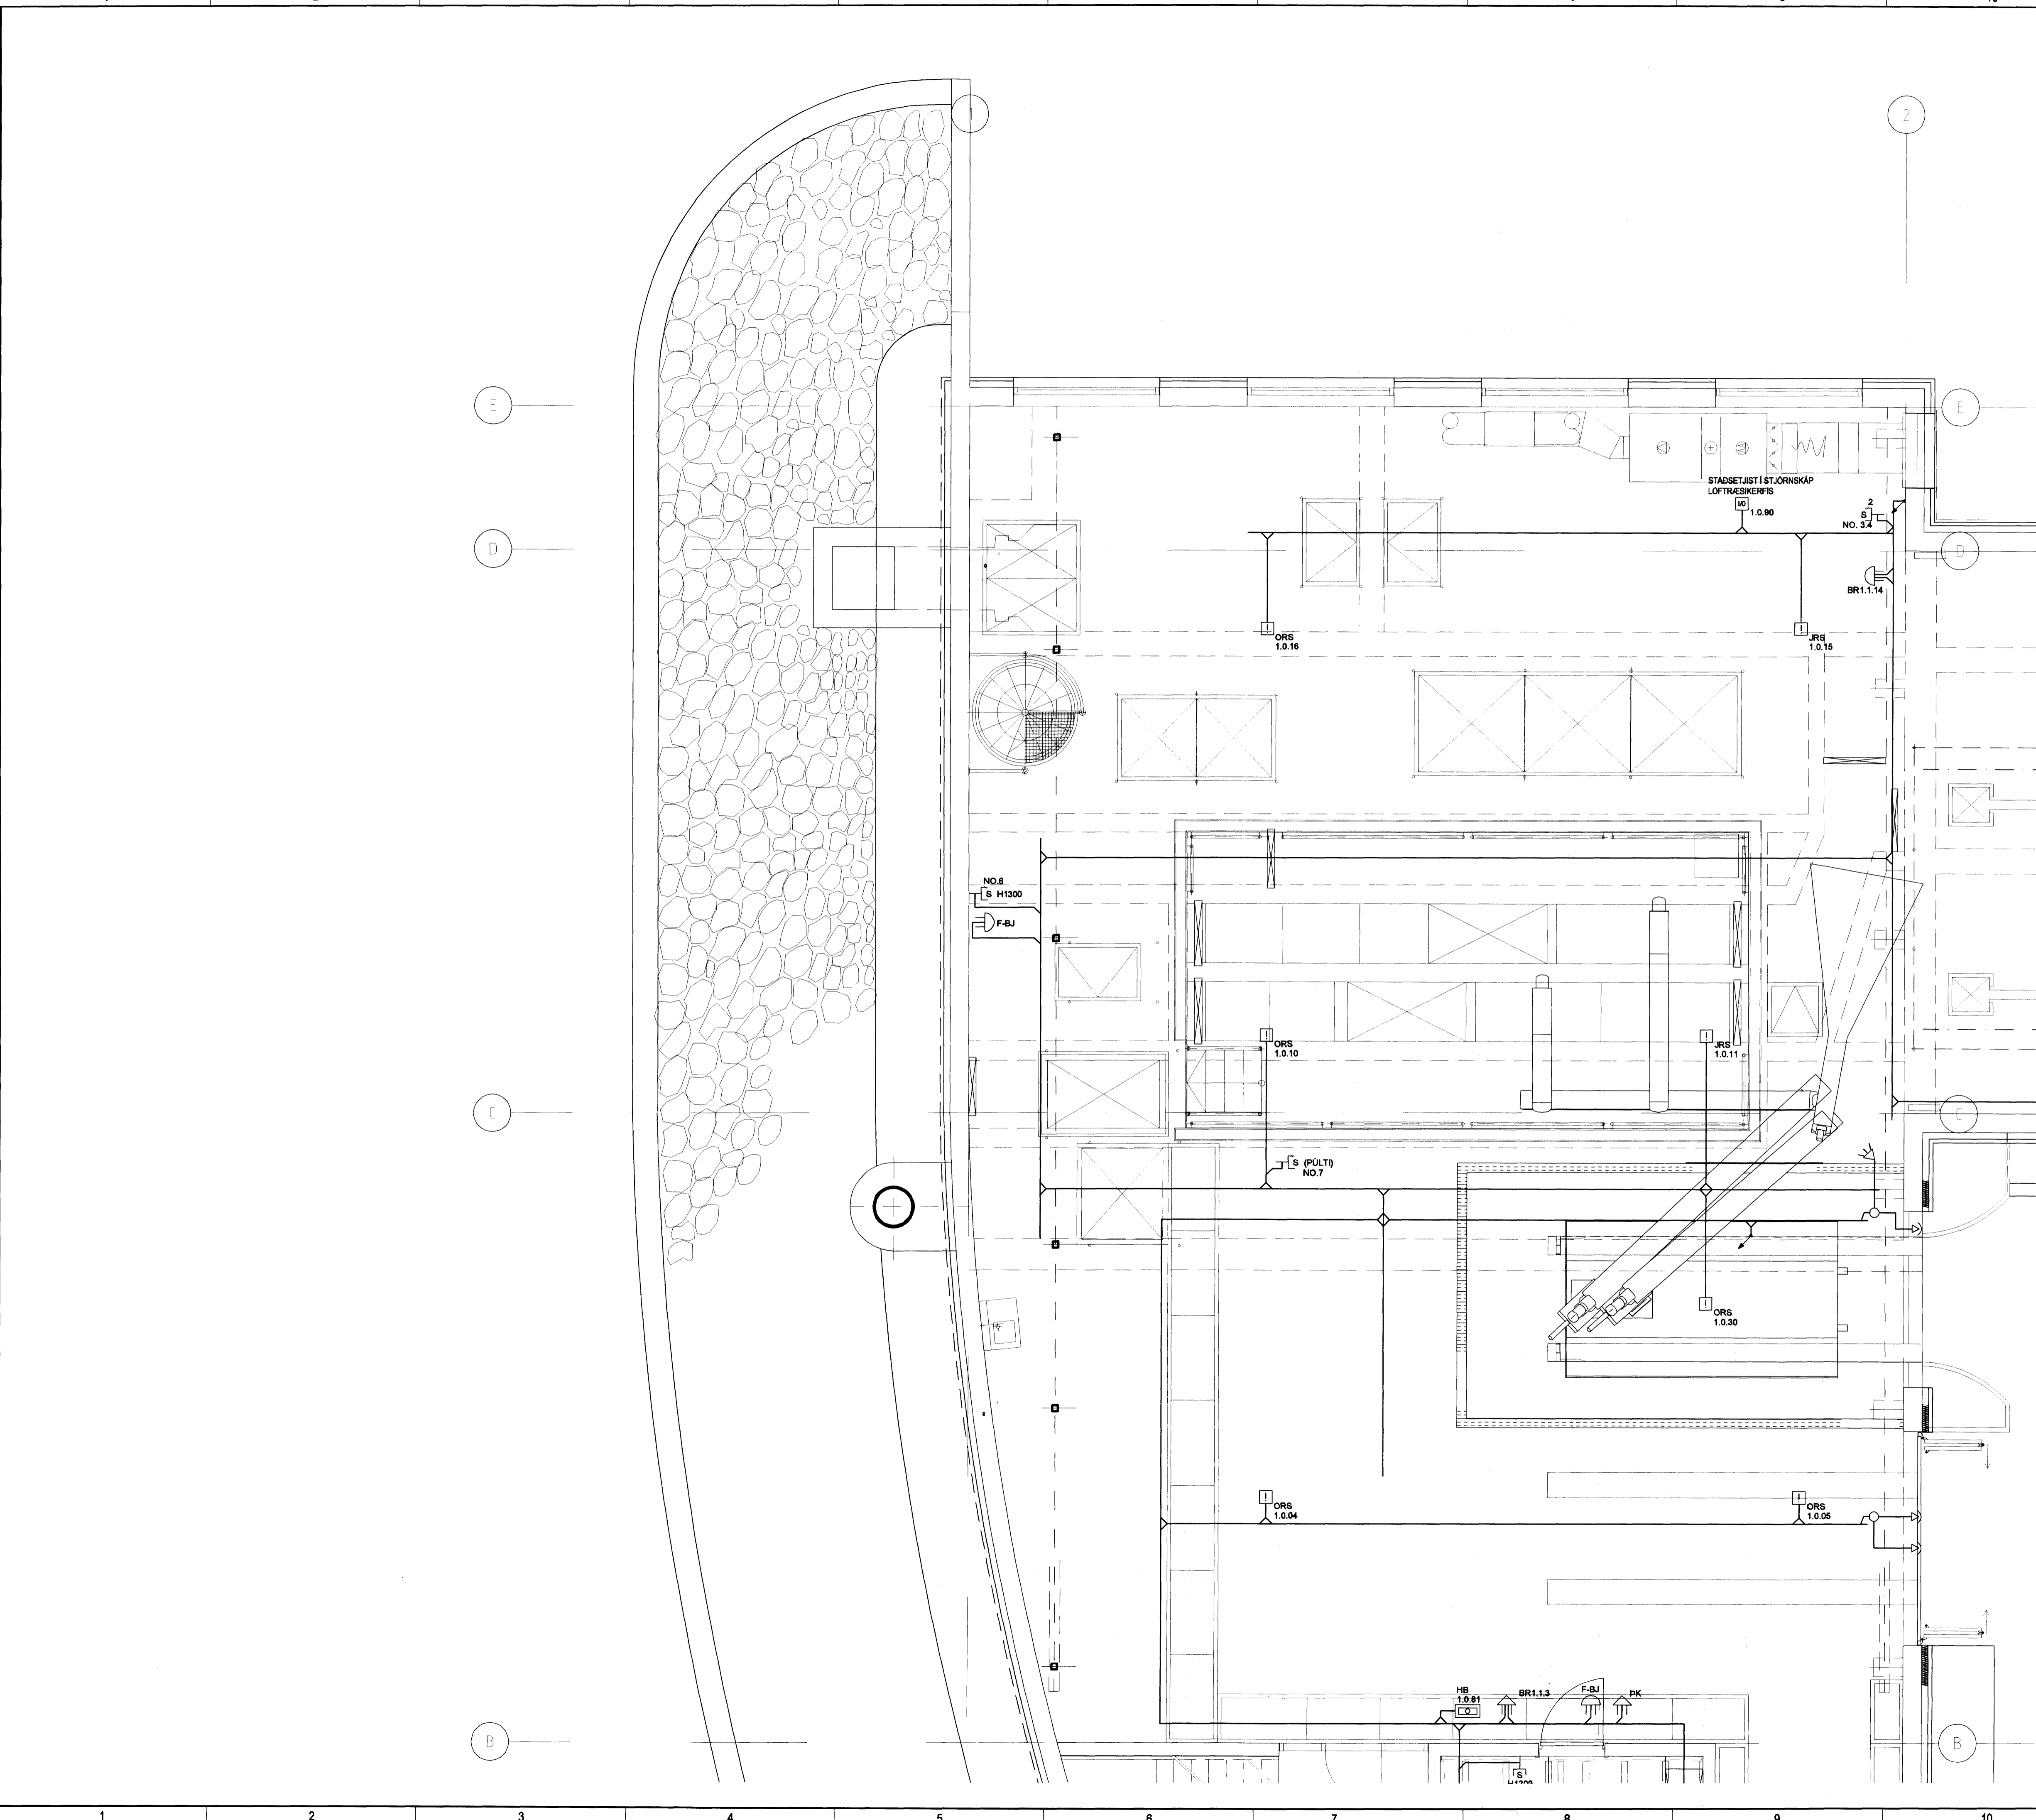 1
2
E
E
STAÐSETJIST Í STJÓRNSKÁP
LOFTRÆSIKERFIS
I/O
1.0.90
2
S
NO. 3.4
D
D
BR1.1.14
ORS
1.0.16
JRS
1.0.15
NO.6
S H1300
F-BJ
ORS
1.0.10
JRS
1.0.11
C
C
S (PÚLTI)
NO.7
ORS
1.0.30
ORS
1.0.04
ORS
1.0.05
HB
1.0.81
BR1.1.3
F-BJ
ÞK
B
B
S
1
2
3
4
5
6
7
8
9
10